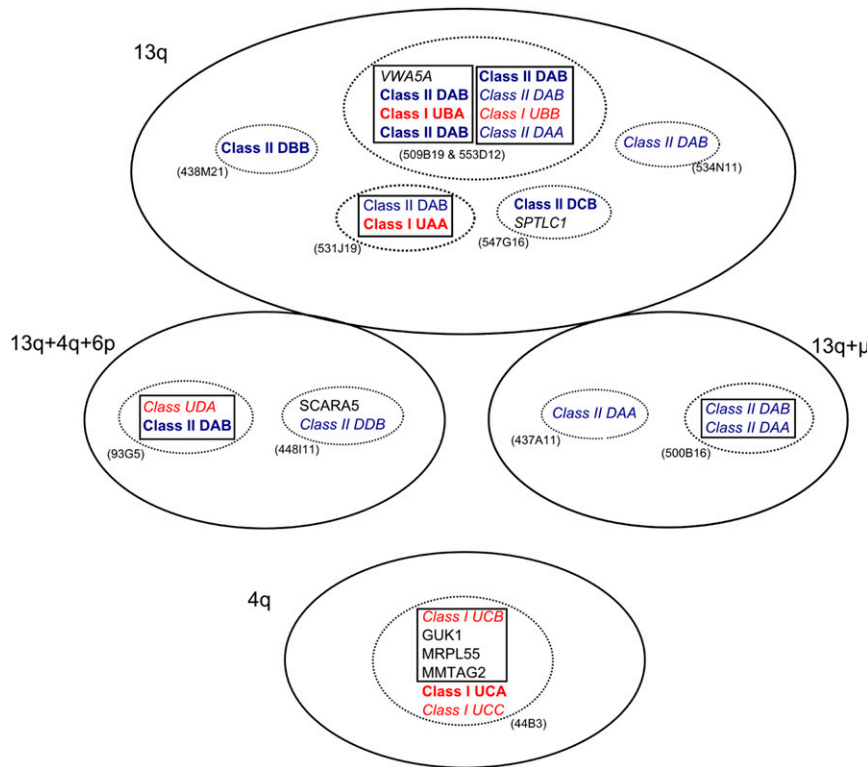 13q
VWA5A
Class II DAB
Class I UBA
Class II DAB
Class II DAB
Class II DAB
Class I UBB
Class II DAA
(509B19 & 553D12)
Class II DBB
(438M21)
Class II DAB
(534N11)
Class II DAB
Class I UAA
(531J19)
Class II DCB
SPTLC1
(547G16)
13q+4q+6p
Class UDA
Class II DAB
(93G5)
SCARA5
Class II DDB
(448I11)
13q+µ
Class II DAA
(437A11)
Class II DAB
Class II DAA
(500B16)
4q
Class I UCB
GUK1
MRPL55
MMTAG2
Class I UCA
Class I UCC
(44B3)